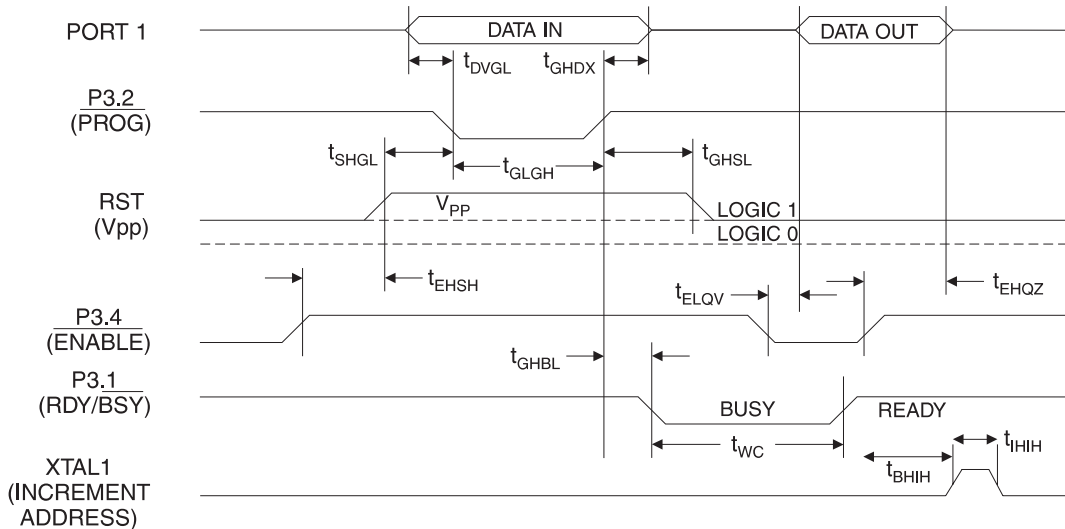 PORT 1
DATA IN
DATA OUT
tDVGL
tGHDX
P3.2
(PROG)
tSHGL
tGLGH
tGHSL
RST
(Vpp)
VPP
LOGIC 1
LOGIC 0
tEHSH
tELQV
tEHQZ
P3.4
(ENABLE)
tGHBL
P3.1
(RDY/BSY)
BUSY
READY
tWC
tIHIH
tBHIH
XTAL1
(INCREMENT
ADDRESS)